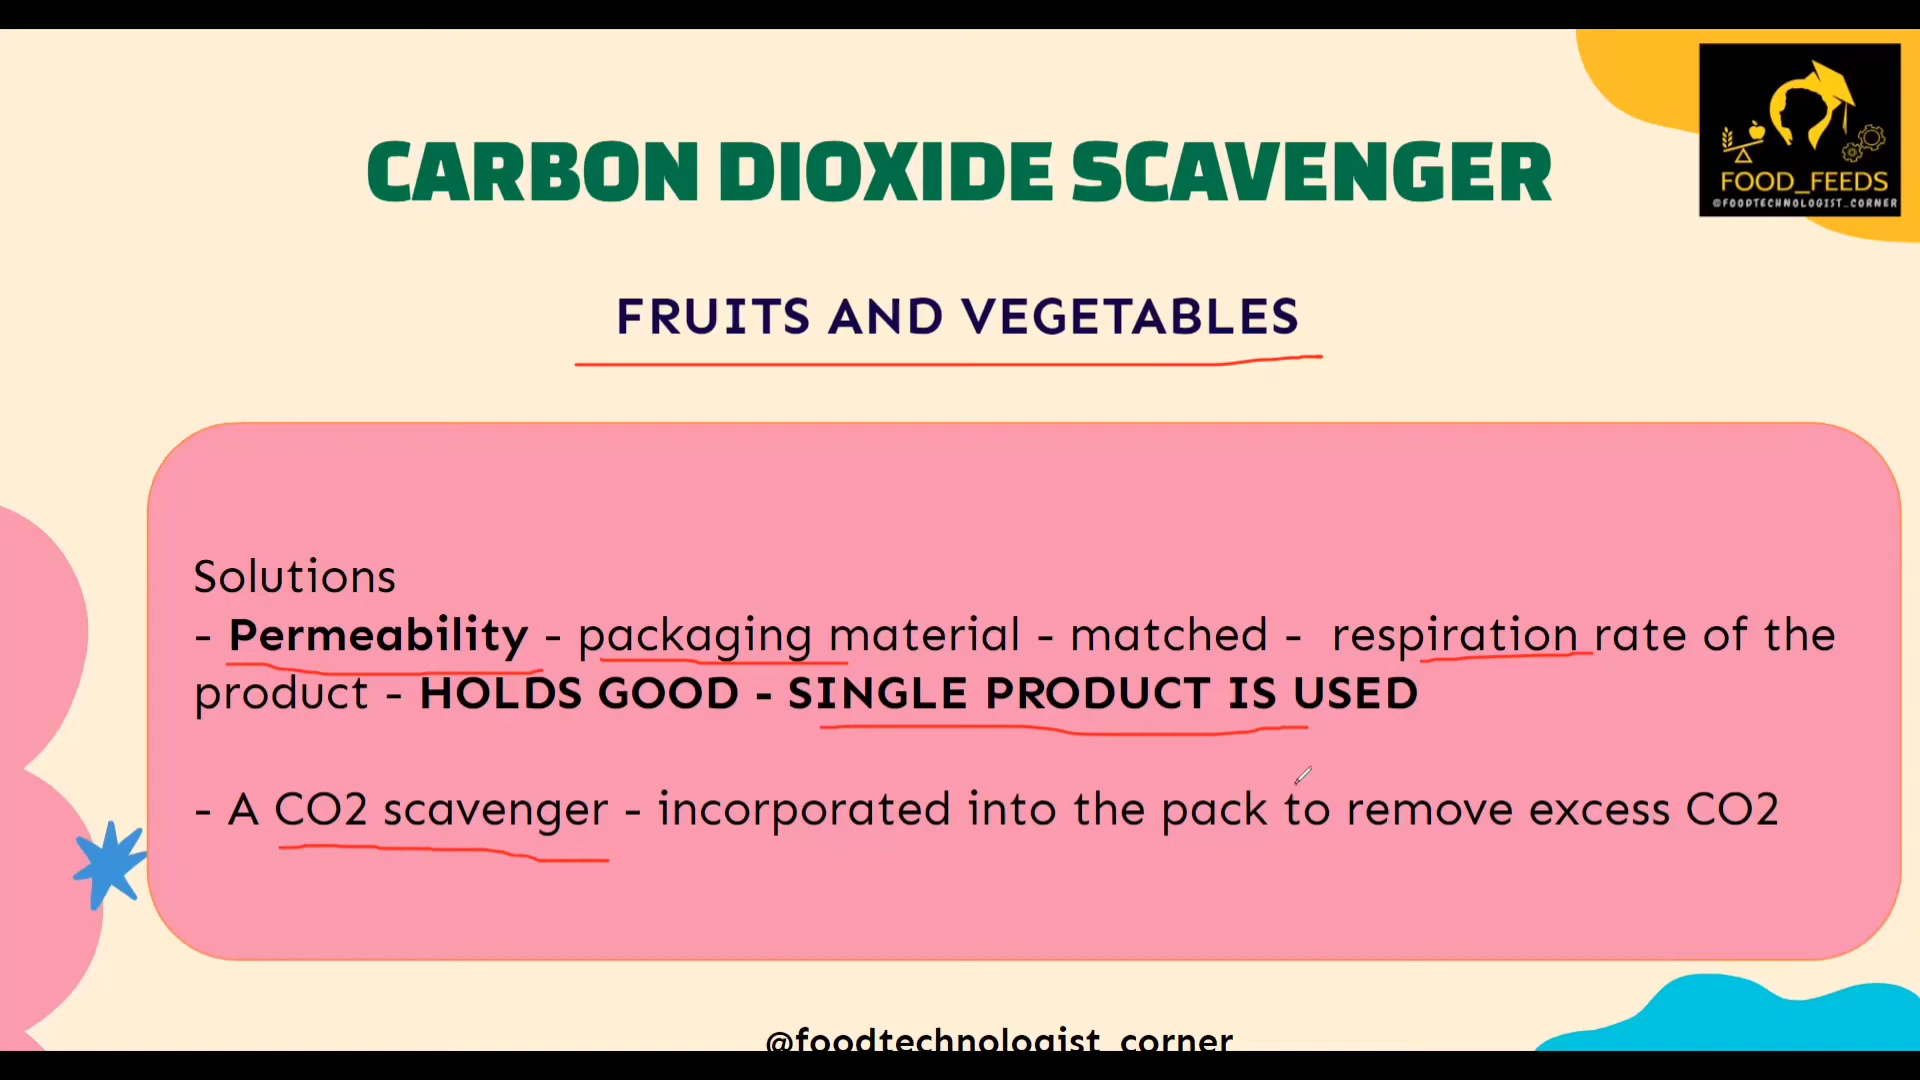 FOOD_FEEDS
@FOODTECHNOLOGIST_CORNER
CARBON DIOXIDE SCAVENGER
FRUITS AND VEGETABLES
Solutions
- Permeability - packaging material - matched - respiration rate of the
product - HOLDS GOOD - SINGLE PRODUCT IS USED
- A CO2 scavenger - incorporated into the pack to remove excess CO2
@foodtechnologist_corner